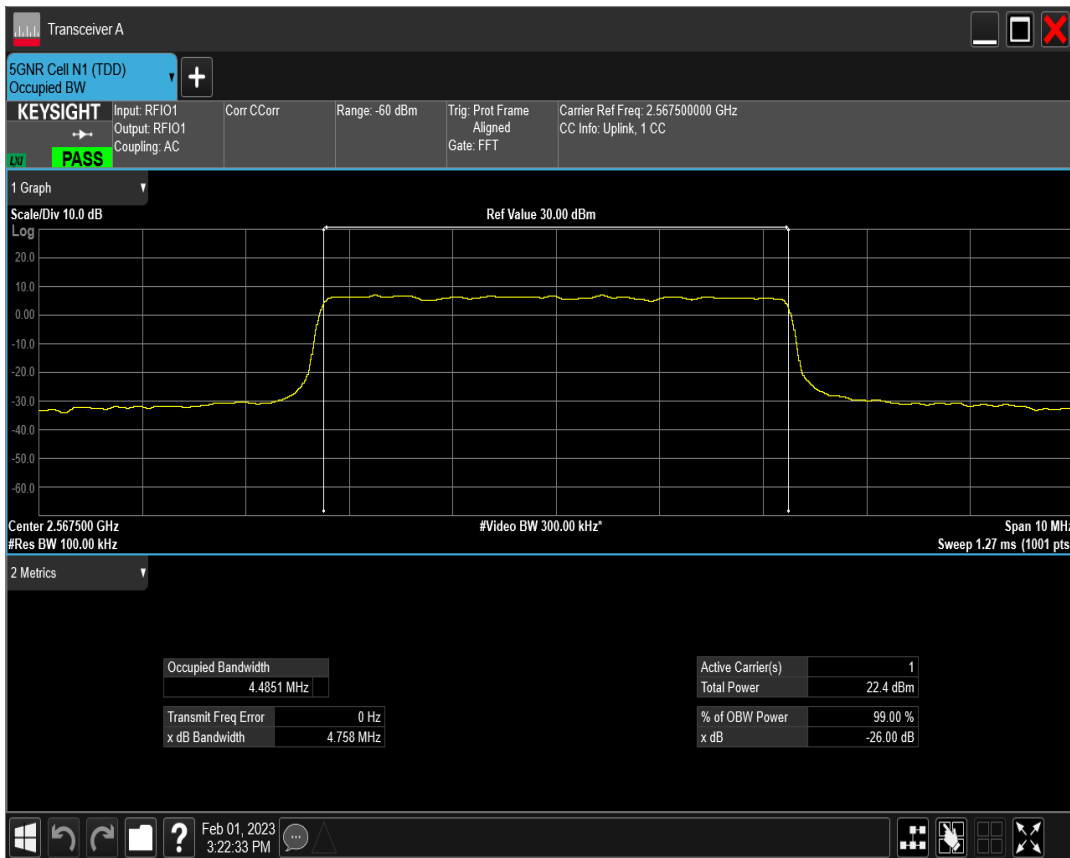 Transceiver A
5GNR Cell N1 (TDD)
Occupied BW
KEYSIGHT
LXI
PASS
Input: RFIO1
Output: RFIO1
Coupling: AC
Corr CCorr
Range: -60 dBm
Trig: Prot Frame
Aligned
Gate: FFT
Carrier Ref Freq: 2.567500000 GHz
CC Info: Uplink, 1 CC
1 Graph
Scale/Div 10.0 dB
Ref Value 30.00 dBm
Log
20.0
10.0
0.00
-10.0
-20.0
-30.0
-40.0
-50.0
-60.0
Center 2.567500 GHz
#Video BW 300.00 kHz*
Span 10 MHz
#Res BW 100.00 kHz
Sweep 1.27 ms (1001 pts
2 Metrics
Occupied Bandwidth
4.4851 MHz
Transmit Freq Error 0 Hz
x dB Bandwidth 4.758 MHz
Active Carrier(s) 1
Total Power 22.4 dBm
% of OBW Power 99.00 %
x dB -26.00 dB
?
Feb 01, 2023
3:22:33 PM